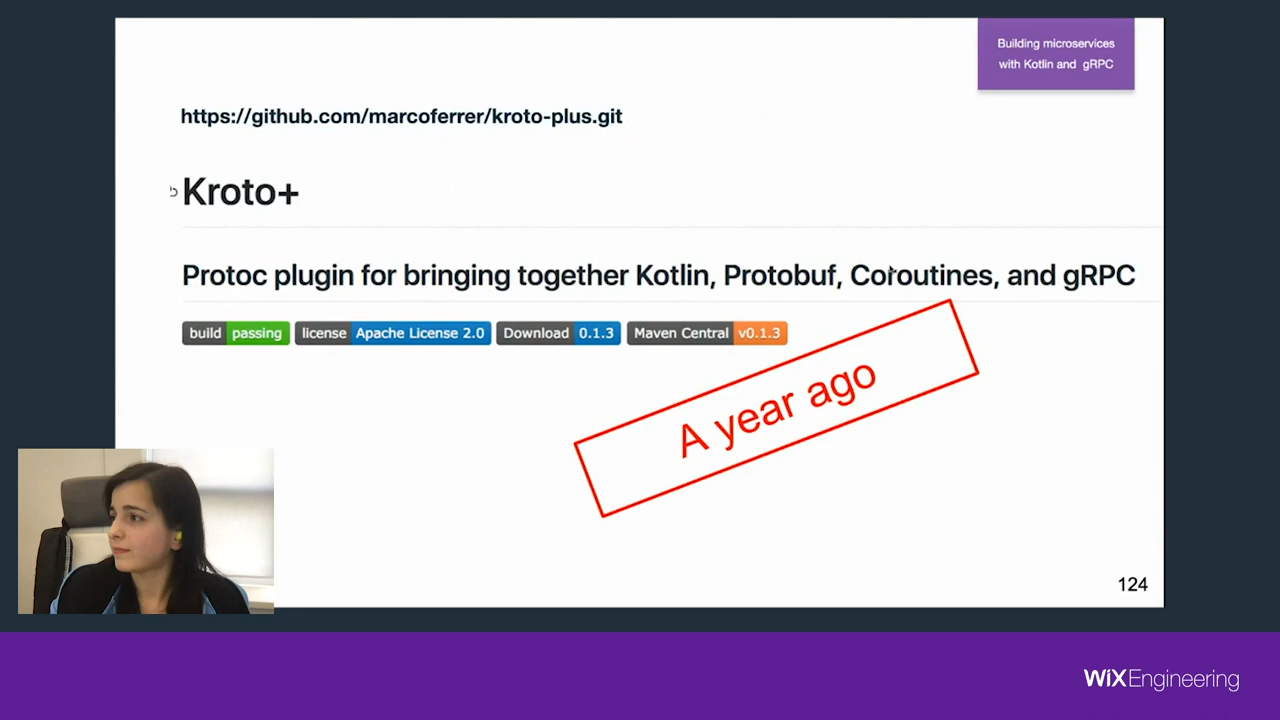 Building microservices
with Kotlin and gRPC
https://github.com/marcoferrer/kroto-plus.git
Kroto+
Protoc plugin for bringing together Kotlin, Protobuf, Coroutines, and gRPC
build passing license Apache License 2.0 Download 0.1.3 Maven Central v0.1.3
A year ago
124
WiXEngineering